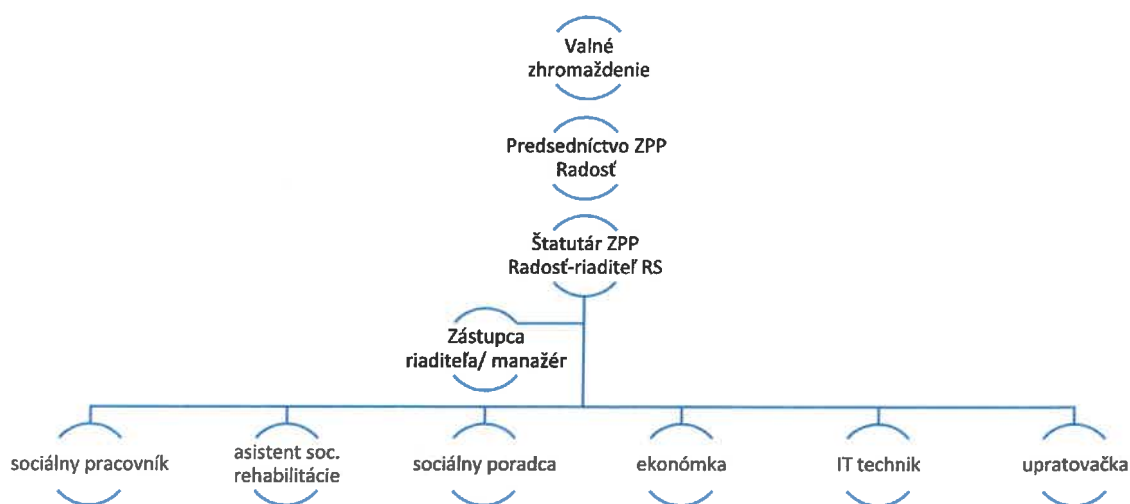 Valné
zhromaždenie
Predsedníctvo ZPP
Radosť
Štatutár ZPP
Radosť-riaditeľ RS
Zástupca
riaditeľa/ manažér
sociálny pracovník
asistent soc.
rehabilitácie
sociálny poradca
ekonómka
IT technik
upratovačka